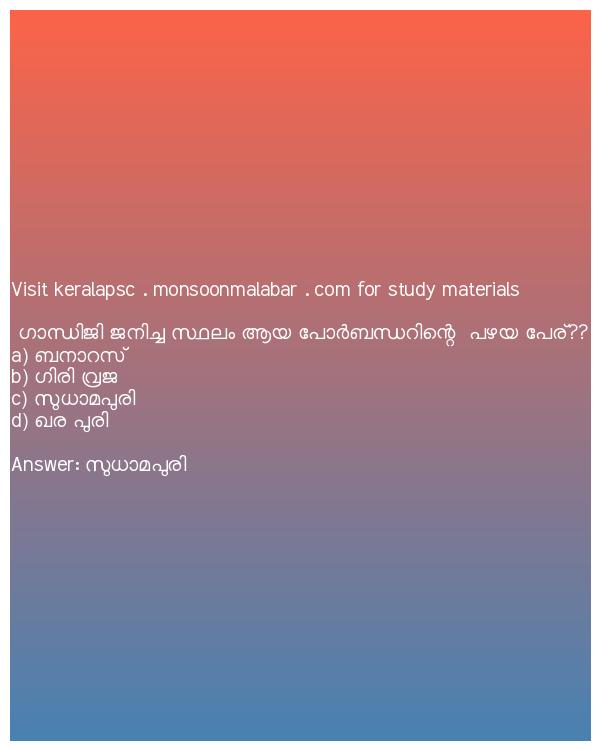 Visit keralapsc . monsoonmalabar . com for study materials
ഗാന്ധിജി ജനിച്ച സ്ഥലം ആയ പോർബന്ധറിന്റെ പഴയ പേര്??
a) ബനാറസ്
b) ഗിരി വ്രജ
c) സുധാമപുരി
d) ഖര പുരി
Answer: സുധാമപുരി